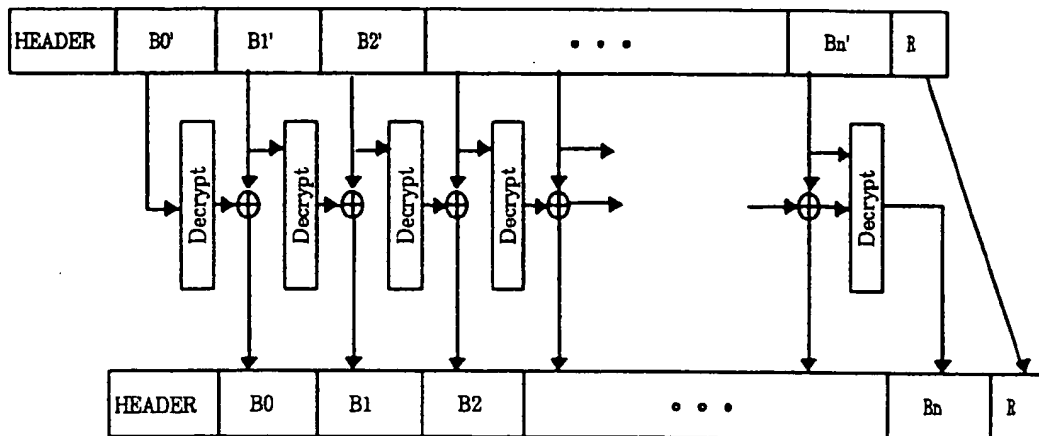 HEADER B0' B1' B2' • • • Bn' R
Decrypt Decrypt Decrypt Decrypt Decrypt
HEADER B0 B1 B2 • • • Bn R